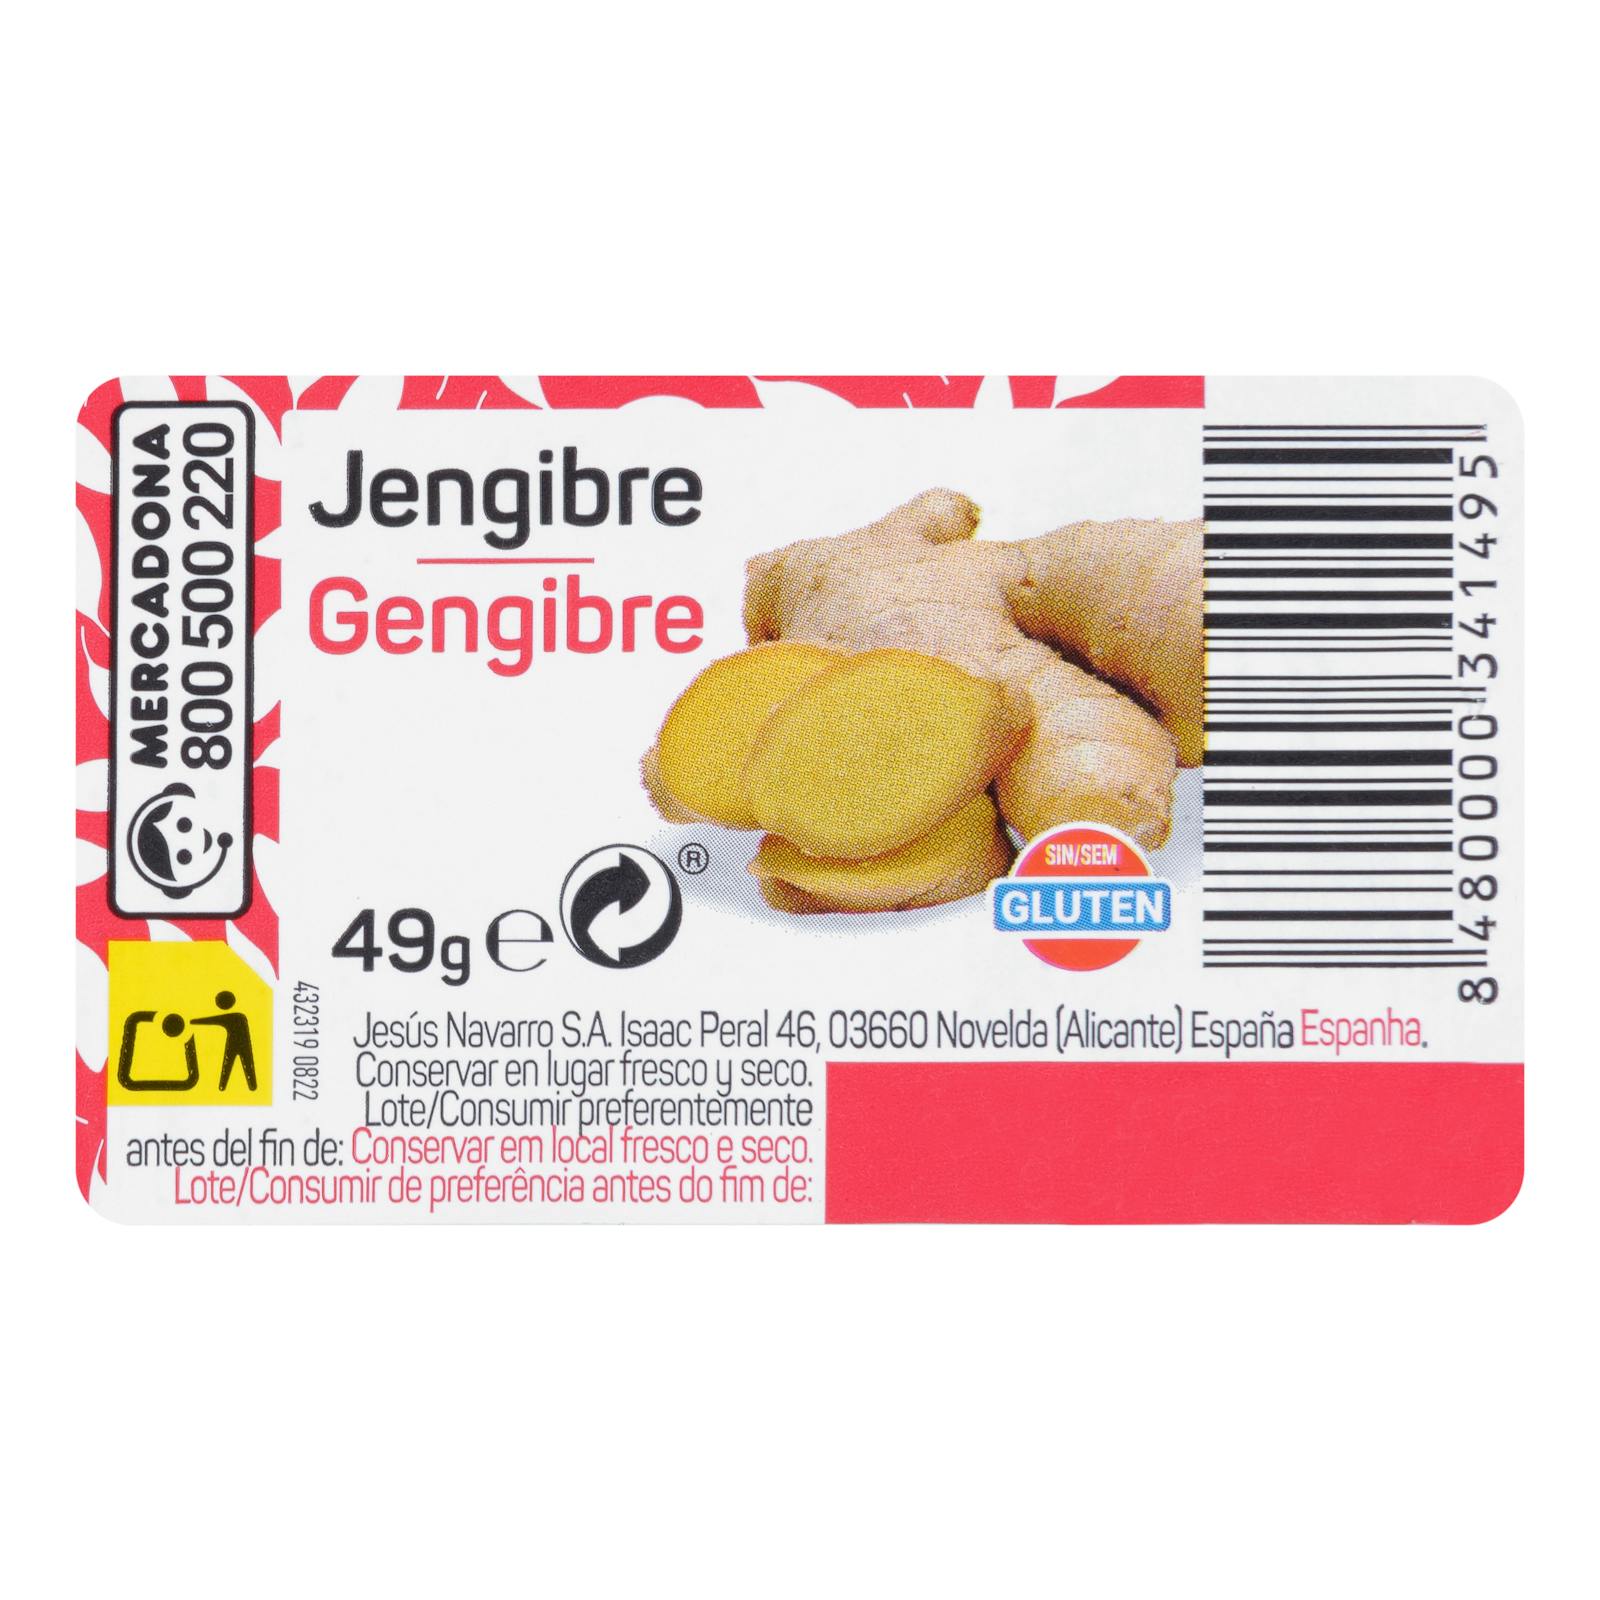 MERCADONA
800 500 220
Jengibre
Gengibre
49g e
®
SIN/SEM
GLUTEN
8 480000 341495
4323119 0822
Jesús Navarro S.A. Isaac Peral 46, 03660 Novelda (Alicante) España Espanha.
Conservar en lugar fresco y seco.
Lote/Consumir preferentemente
antes del fin de: Conservar em local fresco e seco.
Lote/Consumir de preferência antes do fim de: